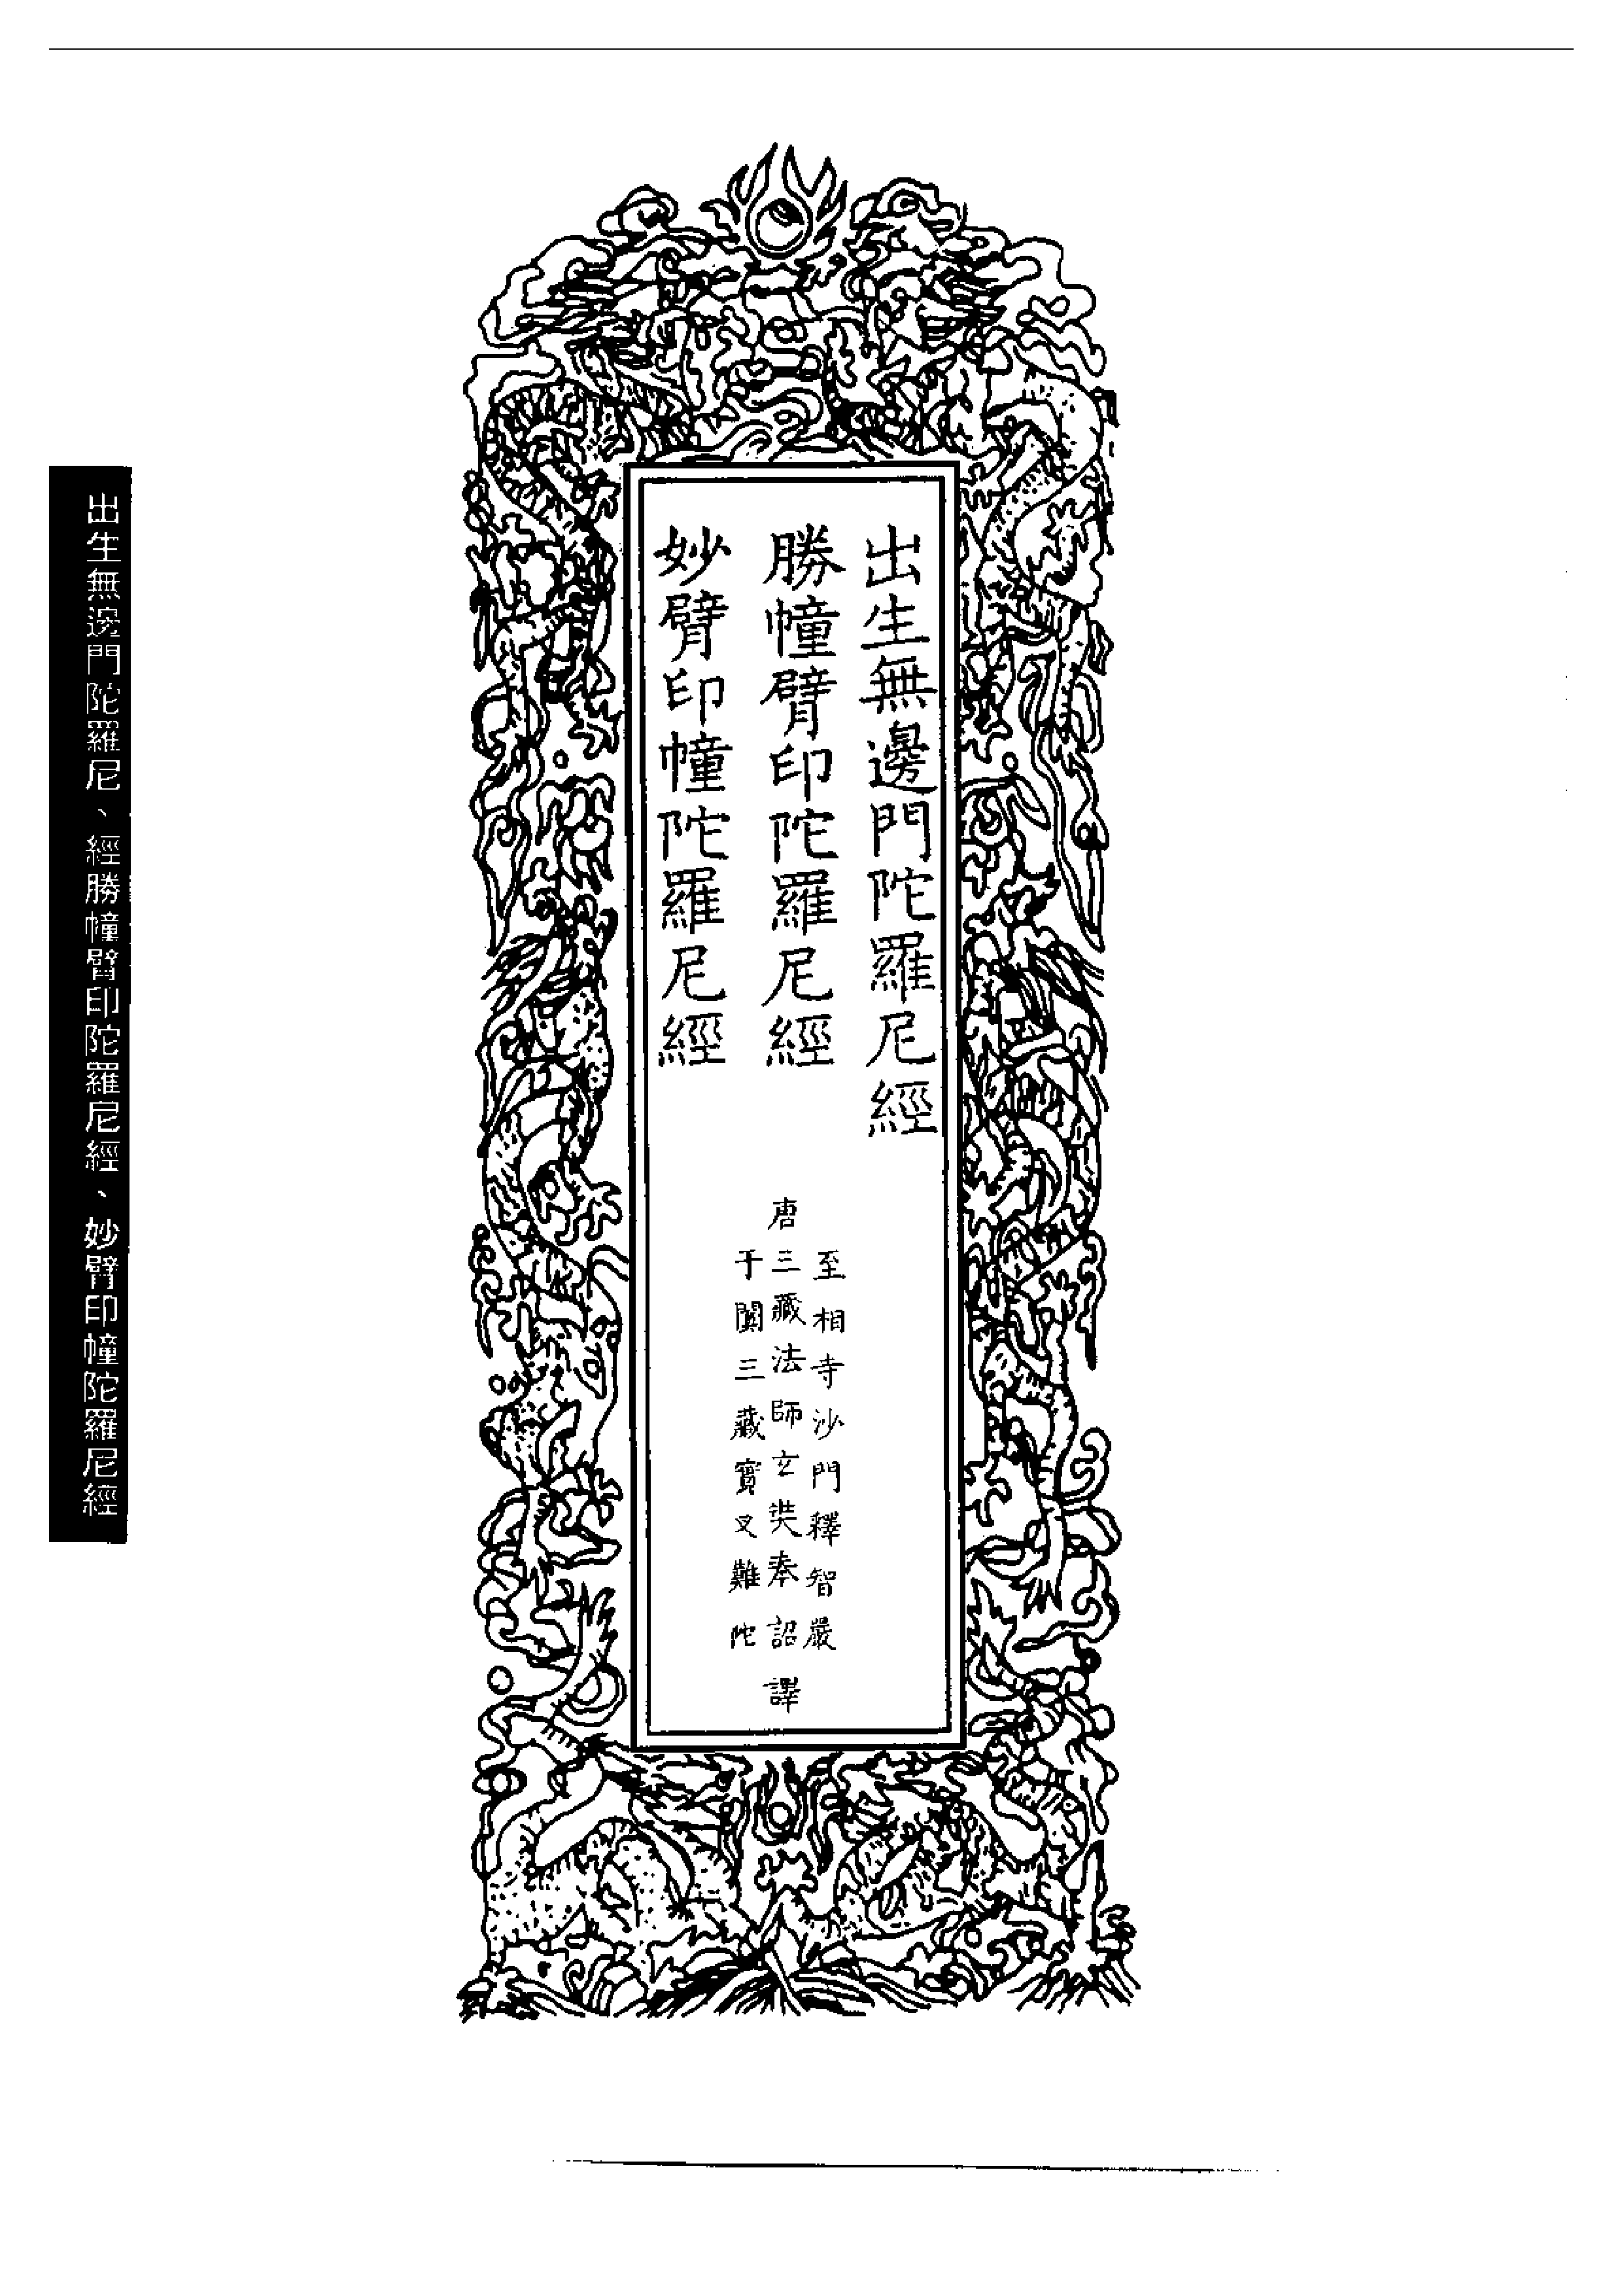 出生無邊門陀羅尼經
勝幢臂印陀羅尼經
妙臂印幢陀羅尼經
至相寺沙門釋智嚴
唐三藏法師玄奘奉詔譯
于闐三藏實叉難陀
出生無邊門陀羅尼、經勝幢臂印陀羅尼經、妙臂印幢陀羅尼經